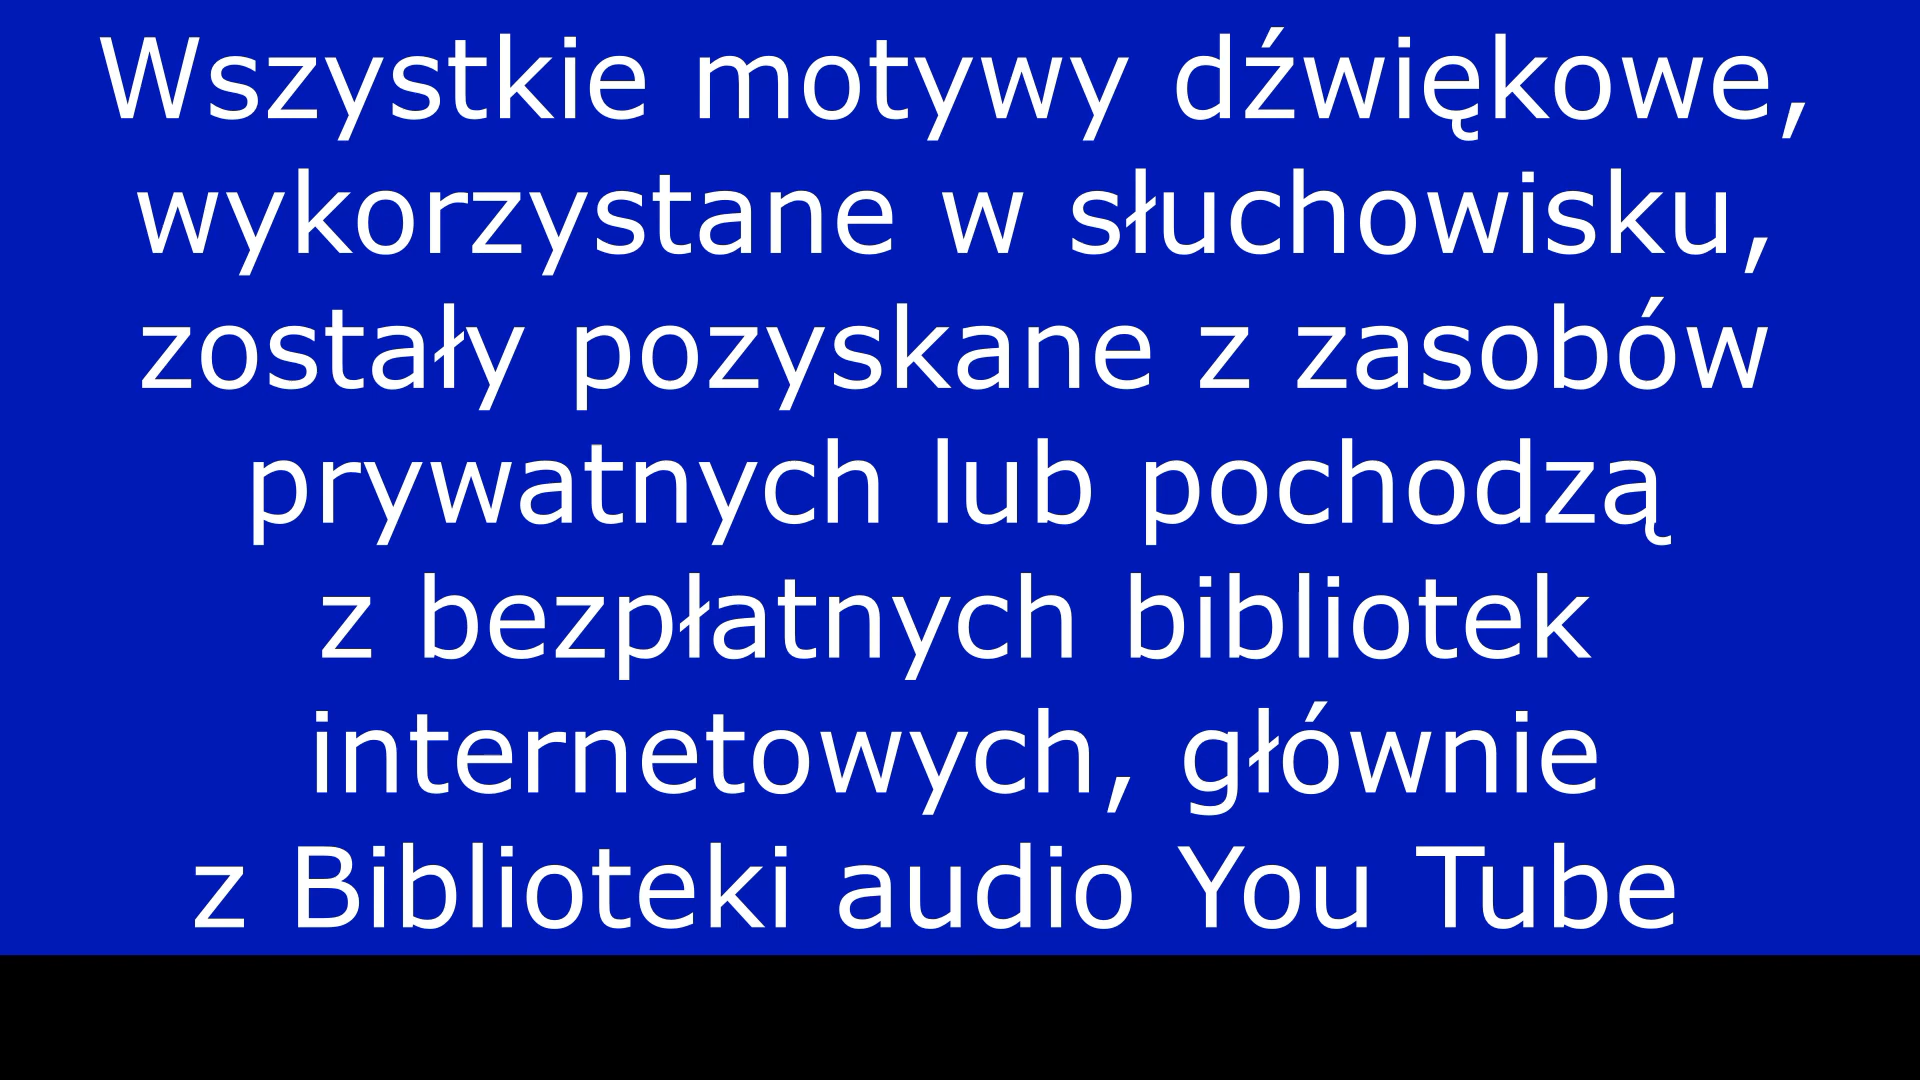 Wszystkie motywy dźwiękowe,
wykorzystane w słuchowisku,
zostały pozyskane z zasobów
prywatnych lub pochodzą
z bezpłatnych bibliotek
internetowych, głównie
z Biblioteki audio You Tube